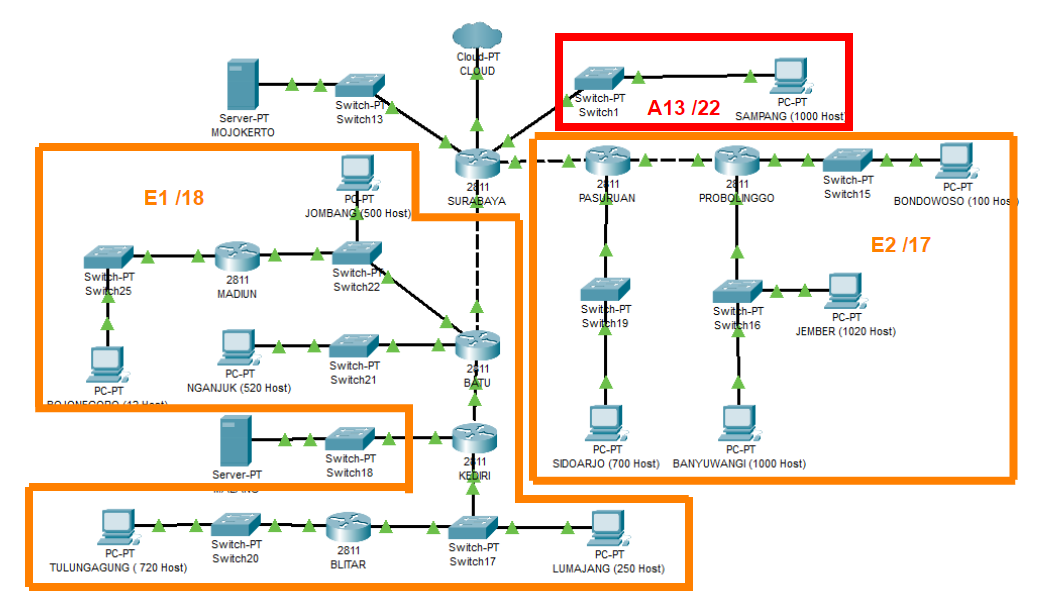 Cloud-PT
CLOUD
Server-PT
MOJOKERTO
Switch-PT
Switch13
Switch-PT
Switch1
A13 /22
PC-PT
SAMPANG (1000 Host)
2811
SURABAYA
2811
PASURUAN
2811
PROBOLINGGO
Switch-PT
Switch15
PC-PT
BONDOWOSO (100 Host)
E1 /18
PC-PT
JOMBANG (500 Host)
E2 /17
Switch-PT
Switch25
2811
MADIUN
Switch-PT
Switch22
Switch-PT
Switch19
Switch-PT
Switch16
PC-PT
JEMBER (1020 Host)
PC-PT
PC-PT
NGANJUK (520 Host)
Switch-PT
Switch21
2811
BATU
Server-PT
Switch-PT
Switch18
2811
KEDIRI
PC-PT
SIDOARJO (700 Host)
PC-PT
BANYUWANGI (1000 Host)
PC-PT
TULUNGAGUNG ( 720 Host)
Switch-PT
Switch20
2811
BLITAR
Switch-PT
Switch17
PC-PT
LUMAJANG (250 Host)